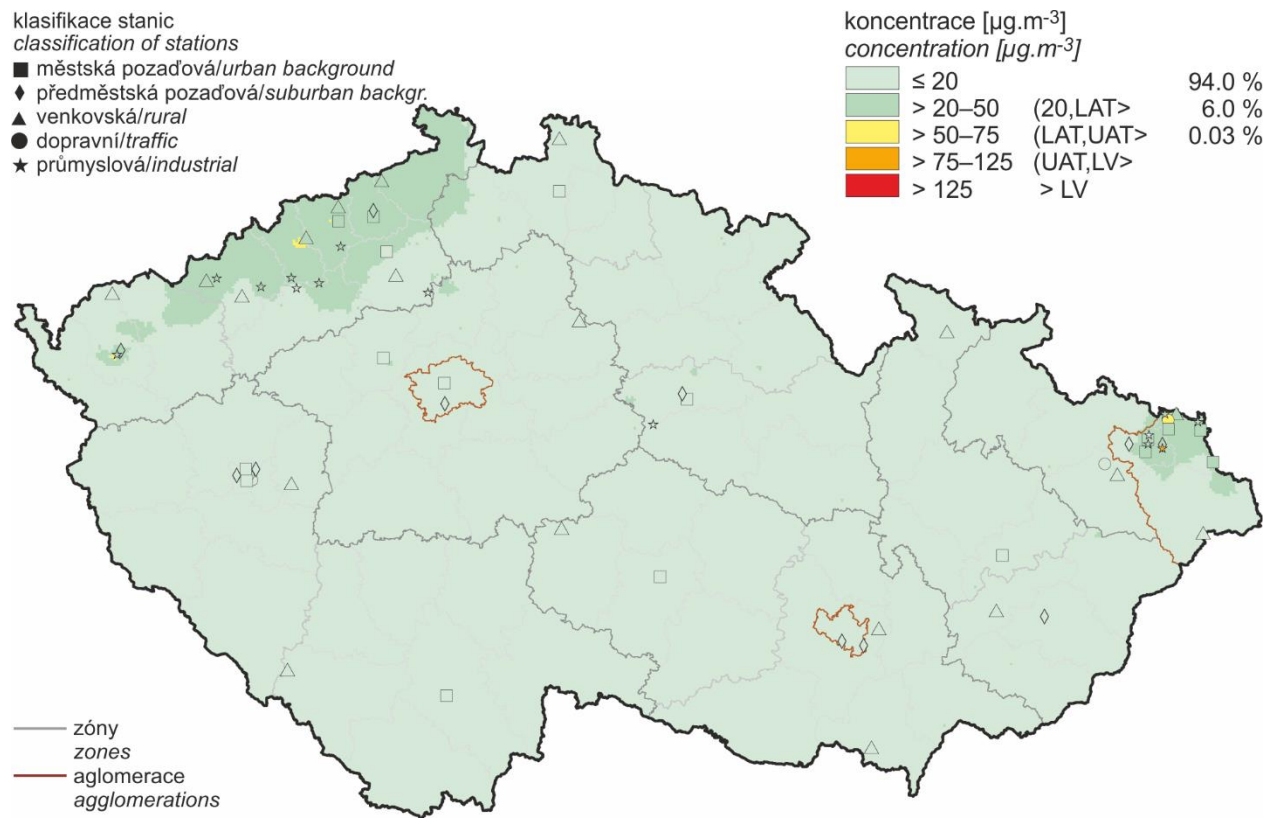 klasifikace stanic
classification of stations
městská pozaďová/urban background
předměstská pozaďová/suburban backgr.
venkovská/rural
dopravní/traffic
průmyslová/industrial
koncentrace [µg.m-3]
concentration [µg.m-3]
≤ 20 94.0 %
> 20–50 (20,LAT> 6.0 %
> 50–75 (LAT,UAT> 0.03 %
> 75–125 (UAT,LV>
> 125 > LV
zóny
zones
aglomerace
agglomerations